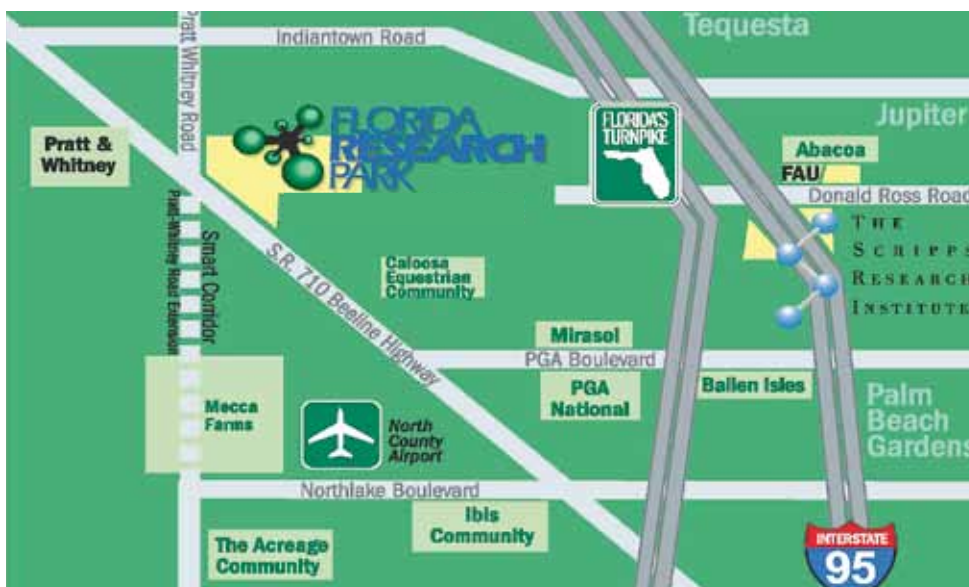 Tequesta
Indiantown Road
Pratt Whitney Road
Jupiter
FLORIDA'S
TURNPIKE
FLORIDA
RESEARCH
PARK
Pratt &
Whitney
Abacoa
FAU
Donald Ross Road
THE
SCRIPPS
RESEARCH
INSTITUTE
Smart Corridor
Pratt-Whitney Road Extension
S.R. 710 Beeline Highway
Caloosa
Equestrian
Community
Mirasol
PGA Boulevard
PGA
National
Ballen Isles
Palm
Beach
Gardens
Mecca
Farms
North
County
Airport
Northlake Boulevard
Ibis
Community
The Acreage
Community
INTERSTATE
95